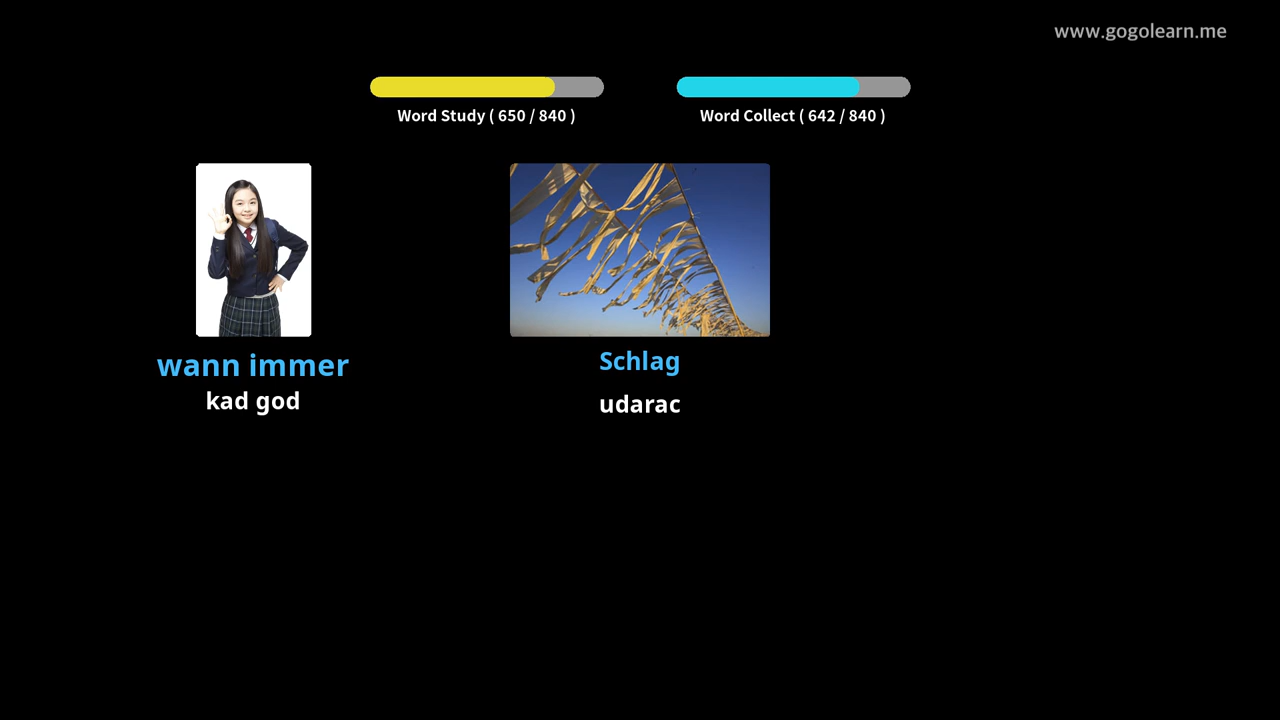 www.gogolearn.me
Word Study ( 650 / 840 )
Word Collect ( 642 / 840 )
wann immer
kad god
Schlag
udarac